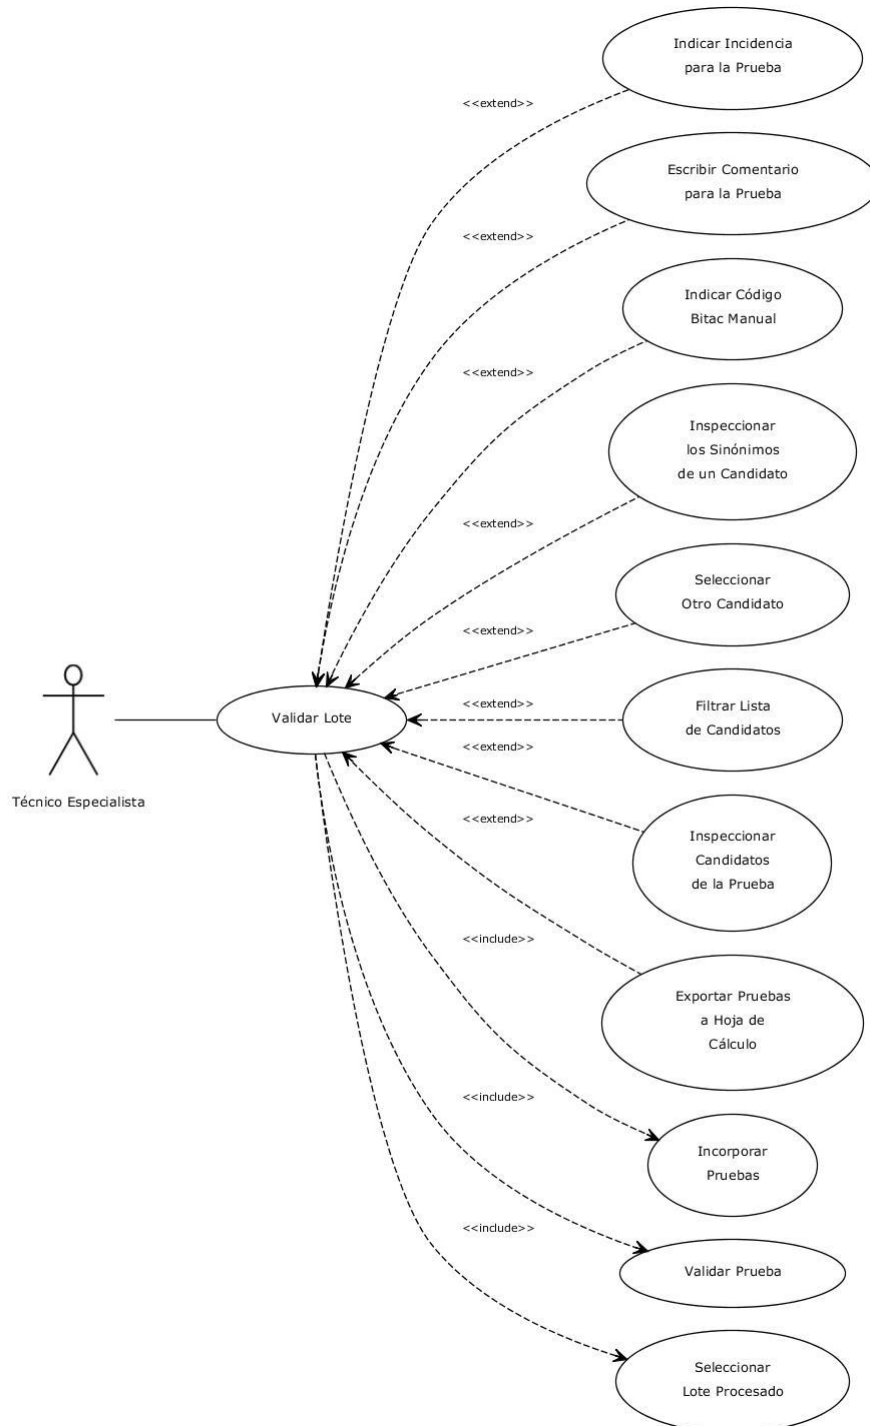 Indicar Incidencia
para la Prueba
<<extend>>
Escribir Comentario
para la Prueba
<<extend>>
Indicar Código
Bitac Manual
<<extend>>
Inspeccionar
los Sinónimos
de un Candidato
<<extend>>
Seleccionar
Otro Candidato
<<extend>>
Filtrar Lista
de Candidatos
<<extend>>
Validar Lote
Técnico Especialista
<<extend>>
Inspeccionar
Candidatos
de la Prueba
<<extend>>
Exportar Pruebas
a Hoja de
Cálculo
<<include>>
Incorporar
Pruebas
<<include>>
Validar Prueba
<<include>>
Seleccionar
Lote Procesado